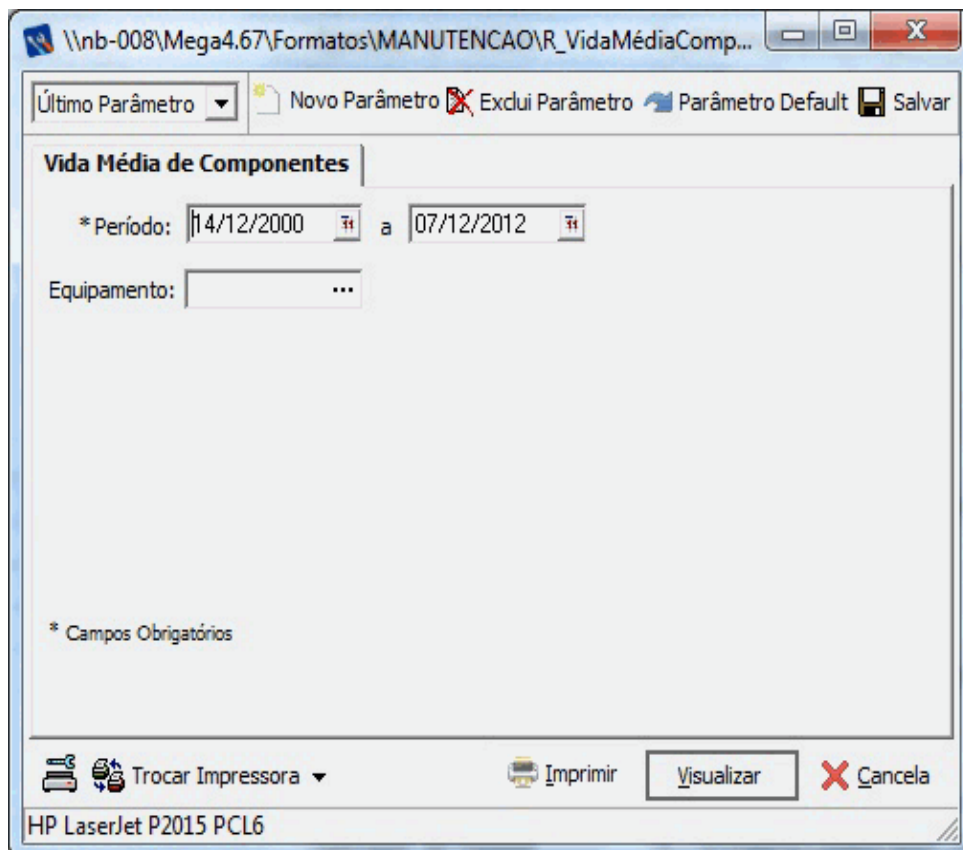 \\nb-008\Mega4.67\Formatos\MANUTENCAO\R_VidaMédiaComp...
Último Parâmetro Novo Parâmetro Exclui Parâmetro Parâmetro Default Salvar
Vida Média de Componentes
* Período: 14/12/2000 a 07/12/2012
Equipamento: ...
* Campos Obrigatórios
Trocar Impressora Imprimir Visualizar Cancela
HP LaserJet P2015 PCL6